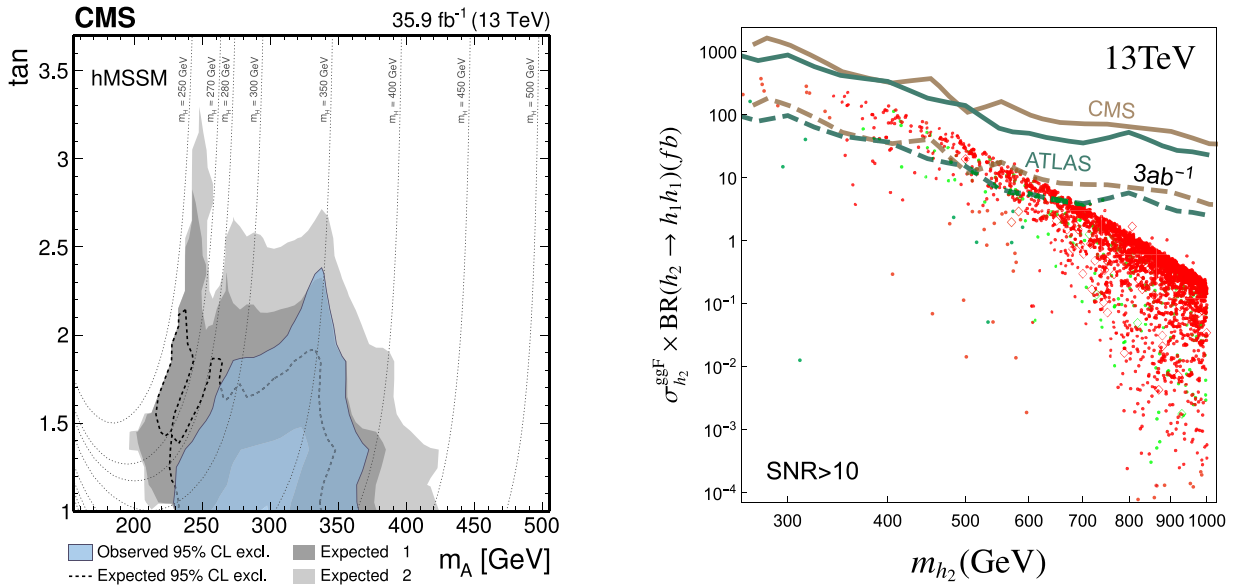 CMS
35.9 fb⁻¹ (13 TeV)
tan
hMSSM
m_H = 250 GeV
m_H = 270 GeV
m_H = 280 GeV
m_H = 300 GeV
m_H = 350 GeV
m_H = 400 GeV
m_H = 450 GeV
m_H = 500 GeV
3.5
3
2.5
2
1.5
1
200 250 300 350 400 450 500
m_A [GeV]
Observed 95% CL excl.
Expected 1
Expected 95% CL excl.
Expected 2
13TeV
CMS
ATLAS
3ab⁻¹
SNR>10
σ_{h₂}^{ggF} × BR(h₂ → h₁h₁)(fb)
1000
100
10
1
10⁻¹
10⁻²
10⁻³
10⁻⁴
300 400 500 600 700 800 900 1000
m_{h₂}(GeV)